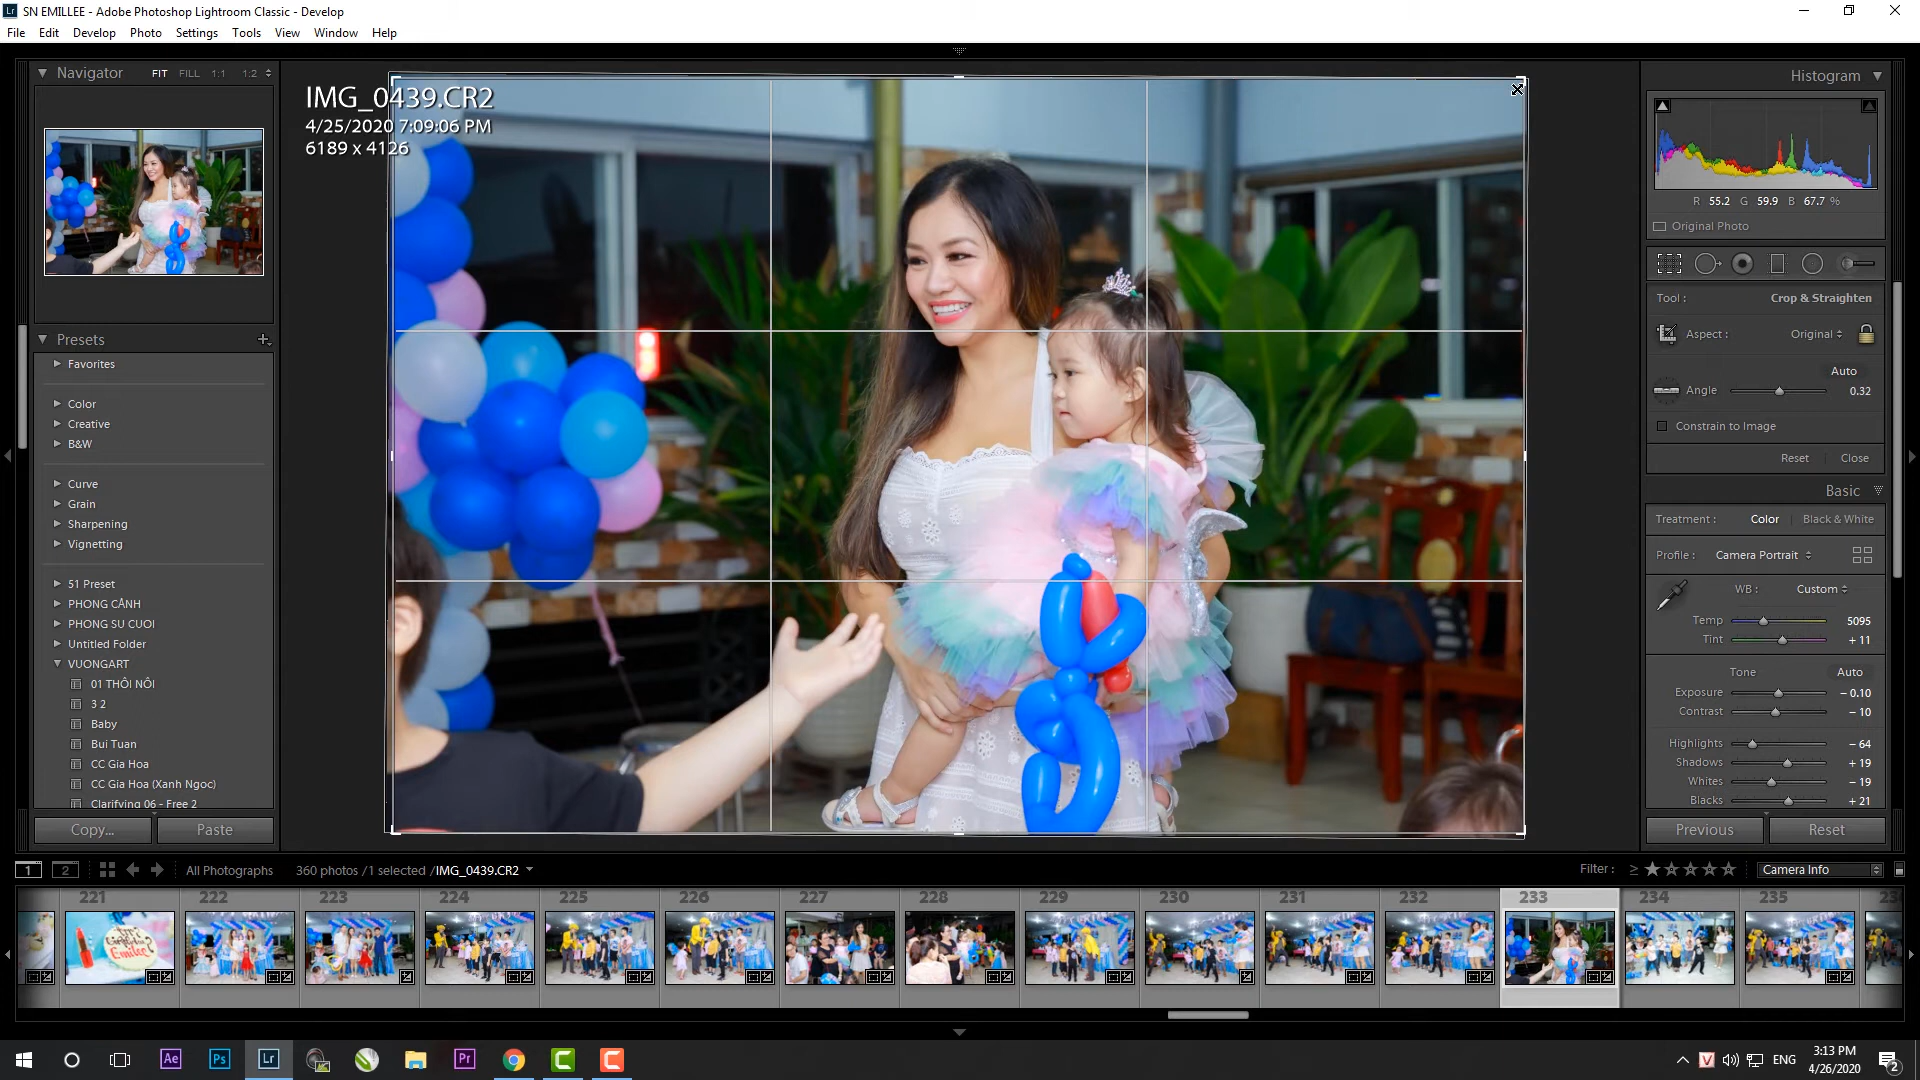 SN EMILLEE - Adobe Photoshop Lightroom Classic - Develop
File Edit Develop Photo Settings Tools View Window Help
Navigator FIT FILL 1:1 1:2
IMG_0439.CR2
4/25/2020 7:09:06 PM
6189 x 4126
Histogram
R 55.2 G 59.9 B 67.7 %
Original Photo
Tool : Crop & Straighten
Aspect : Original
Auto
Angle 0.32
Constrain to Image
Reset Close
Basic
Treatment : Color Black & White
Profile : Camera Portrait
WB : Custom
Temp 5095
Tint + 11
Tone Auto
Exposure − 0.10
Contrast − 10
Highlights − 64
Shadows + 19
Whites − 19
Blacks + 21
Previous Reset
Presets
Favorites
Color
Creative
B&W
Curve
Grain
Sharpening
Vignetting
51 Preset
PHONG CẢNH
PHONG SU CUOI
Untitled Folder
VUONGART
01 THÔI NÔI
3 2
Baby
Bui Tuan
CC Gia Hoa
CC Gia Hoa (Xanh Ngoc)
Clarifying 06 - Free 2
Copy... Paste
1 2 All Photographs 360 photos /1 selected /IMG_0439.CR2
Filter : ≥ Camera Info
221 222 223 224 225 226 227 228 229 230 231 232 233 234 235
Ae Ps Lr Pr
ENG
3:13 PM
4/26/2020
2